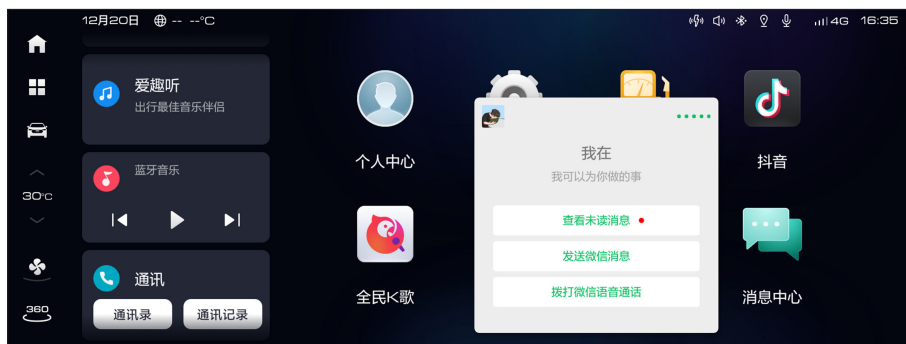 12月20日 -- --°C
4G 16:35
爱趣听
出行最佳音乐伴侣
蓝牙音乐
30°C
通讯
通讯录 通讯记录
360
个人中心
抖音
全民K歌
消息中心
我在
我可以为你做的事
查看未读消息
发送微信消息
拨打微信语音通话